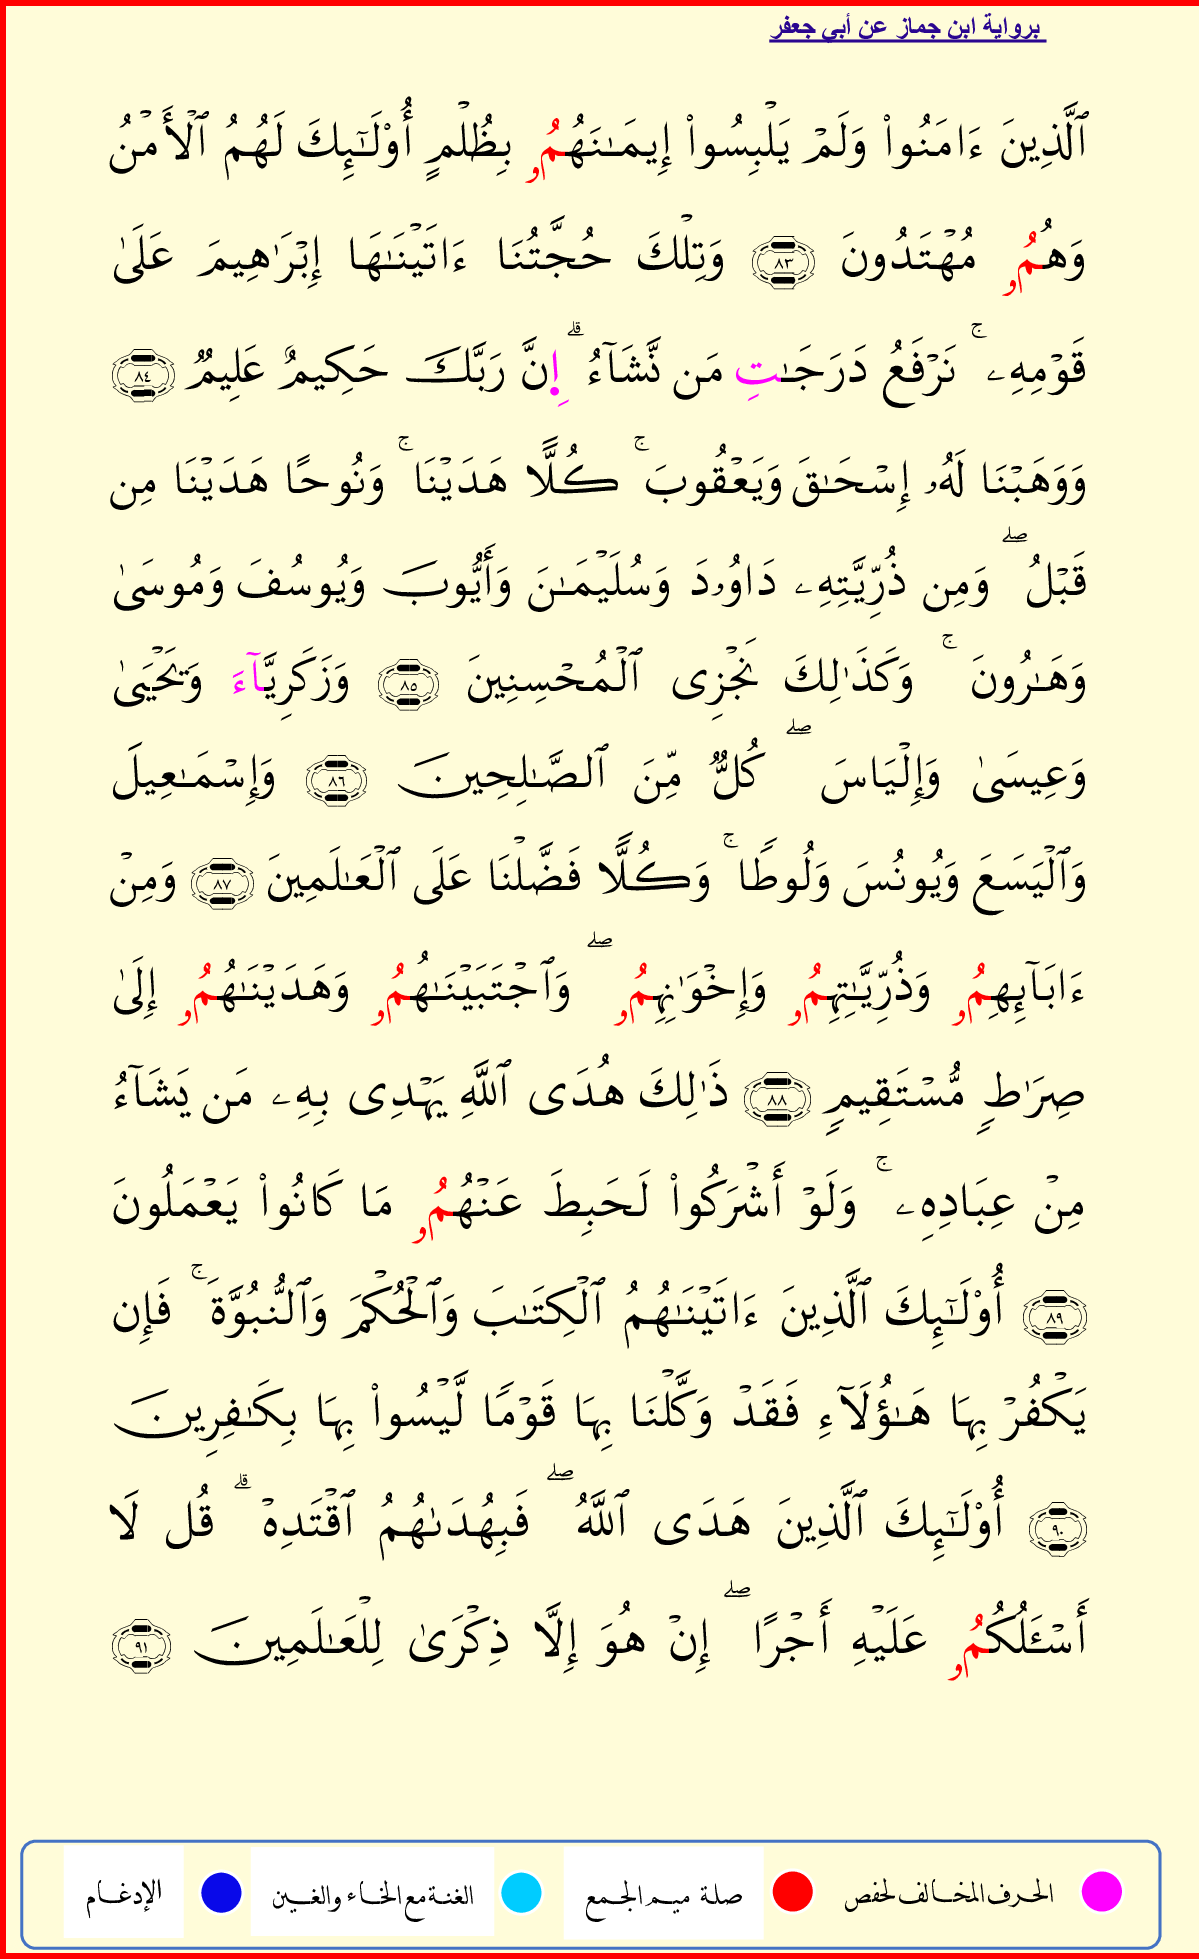 برواية ابن جماز عن أبي جعفر
ٱلَّذِينَ ءَامَنُوا۟ وَلَمۡ يَلۡبِسُوا۟ إِيمَـٰنَهُمُۥ بِظُلۡمٍ أُو۟لَـٰٓئِكَ لَهُمُ ٱلۡأَمۡنُ
وَهُمُۥ مُهۡتَدُونَ ٨٣ وَتِلۡكَ حُجَّتُنَا ءَاتَيۡنَـٰهَا إِبۡرَٰهِيمَ عَلَىٰ
قَوۡمِهِۦۚ نَرۡفَعُ دَرَجَـٰتِ مَن نَّشَآءُۗ اِنَّ رَبَّكَ حَكِيمٌ عَلِيمٌ ٨٤
وَوَهَبۡنَا لَهُۥ إِسۡحَـٰقَ وَيَعۡقُوبَۚ كُلًّا هَدَيۡنَاۚ وَنُوحًا هَدَيۡنَا مِن
قَبۡلُۖ وَمِن ذُرِّيَّتِهِۦ دَاوُۥدَ وَسُلَيۡمَـٰنَ وَأَيُّوبَ وَيُوسُفَ وَمُوسَىٰ
وَهَـٰرُونَۚ وَكَذَٰلِكَ نَجۡزِى ٱلۡمُحۡسِنِينَ ٨٥ وَزَكَرِيَّآءَ وَيَحۡيَىٰ
وَعِيسَىٰ وَإِلۡيَاسَۖ كُلٌّ مِّنَ ٱلصَّـٰلِحِينَ ٨٦ وَإِسۡمَـٰعِيلَ
وَٱلۡيَسَعَ وَيُونُسَ وَلُوطًاۚ وَكُلًّا فَضَّلۡنَا عَلَى ٱلۡعَـٰلَمِينَ ٨٧ وَمِنۡ
ءَابَآئِهِمُۥ وَذُرِّيَّـٰتِهِمُۥ وَإِخۡوَٰنِهِمُۥۖ وَٱجۡتَبَيۡنَـٰهُمُۥ وَهَدَيۡنَـٰهُمُۥ إِلَىٰ
صِرَٰطٍ مُّسۡتَقِيمٍ ٨٨ ذَٰلِكَ هُدَى ٱللَّهِ يَهۡدِى بِهِۦ مَن يَشَآءُ
مِنۡ عِبَادِهِۦۚ وَلَوۡ أَشۡرَكُوا۟ لَحَبِطَ عَنۡهُمُۥ مَا كَانُوا۟ يَعۡمَلُونَ
٨٩ أُو۟لَـٰٓئِكَ ٱلَّذِينَ ءَاتَيۡنَـٰهُمُ ٱلۡكِتَـٰبَ وَٱلۡحُكۡمَ وَٱلنُّبُوَّةَۚ فَإِن
يَكۡفُرۡ بِهَا هَـٰٓؤُلَآءِ فَقَدۡ وَكَّلۡنَا بِهَا قَوۡمًا لَّيۡسُوا۟ بِهَا بِكَـٰفِرِينَ
٩٠ أُو۟لَـٰٓئِكَ ٱلَّذِينَ هَدَى ٱللَّهُۖ فَبِهُدَىٰهُمُ ٱقۡتَدِهۡۗ قُل لَا
أَسۡـَٔلُكُمُۥ عَلَيۡهِ أَجۡرًاۖ إِنۡ هُوَ إِلَّا ذِكۡرَىٰ لِلۡعَـٰلَمِينَ ٩١
الحرف المخالف لحفص صلة ميم الجمع الغنة مع الخاء والغين الإدغام